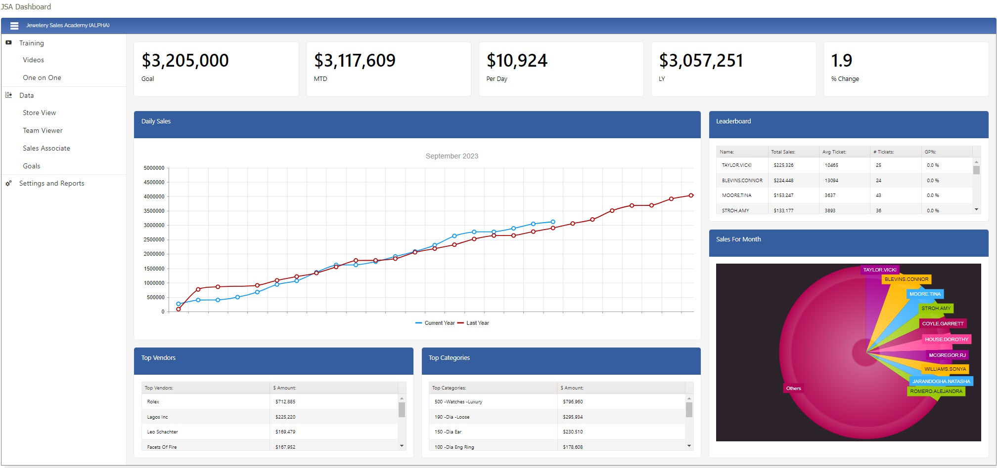 JSA Dashboard
Jewelery Sales Academy (ALPHA)
Training
Videos
One on One
Data
Store View
Team Viewer
Sales Associate
Goals
Settings and Reports
$3,205,000
Goal
$3,117,609
MTD
$10,924
Per Day
$3,057,251
LY
1.9
% Change
Daily Sales
September 2023
5000000
4500000
4000000
3500000
3000000
2500000
2000000
1500000
1000000
500000
0
Current Year Last Year
Leaderboard
Name: Total Sales: Avg Ticket: # Tickets: GP%:
TAYLOR.VICKI $225,326 10465 25 0.0 %
BLEVINS.CONNOR $224,448 13094 24 0.0 %
MOORE.TINA $153,247 3637 43 0.0 %
STROH.AMY $133,177 3893 36 0.0 %
Sales For Month
TAYLOR.VICKI
BLEVINS.CONNOR
MOORE.TINA
STROH.AMY
COYLE.GARRETT
HOUSE.DOROTHY
MCGREGOR.RJ
WILLIAMS.SONYA
JARANDOGHA.NATASHA
ROMERO.ALEJANDRA
Others
Top Vendors
Top Vendors: $ Amount:
Rolex $712,885
Lagos Inc $225,220
Leo Schachter $169,479
Facets Of Fire $167,952
Top Categories
Top Categories: $ Amount:
500 -Watches -Luxury $796,960
190 -Dia -Loose $295,934
150 -Dia Ear $230,510
100 -Dia Eng Ring $178,608